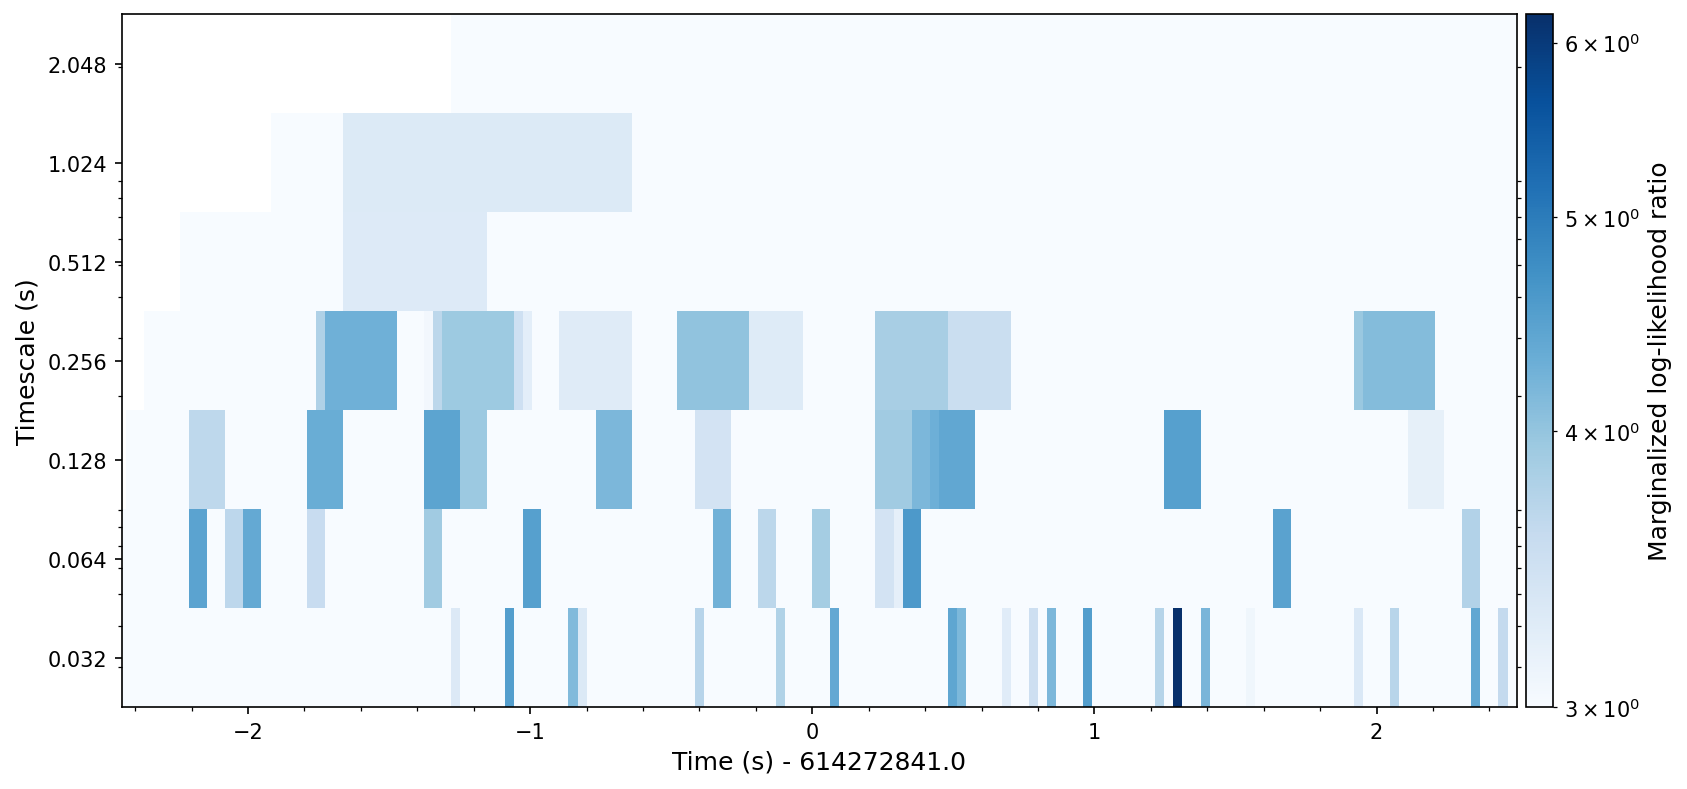 2.048
1.024
0.512
0.256
0.128
0.064
0.032
Timescale (s)
−2
−1
0
1
2
Time (s) - 614272841.0
6 × 10⁰
5 × 10⁰
4 × 10⁰
3 × 10⁰
Marginalized log-likelihood ratio